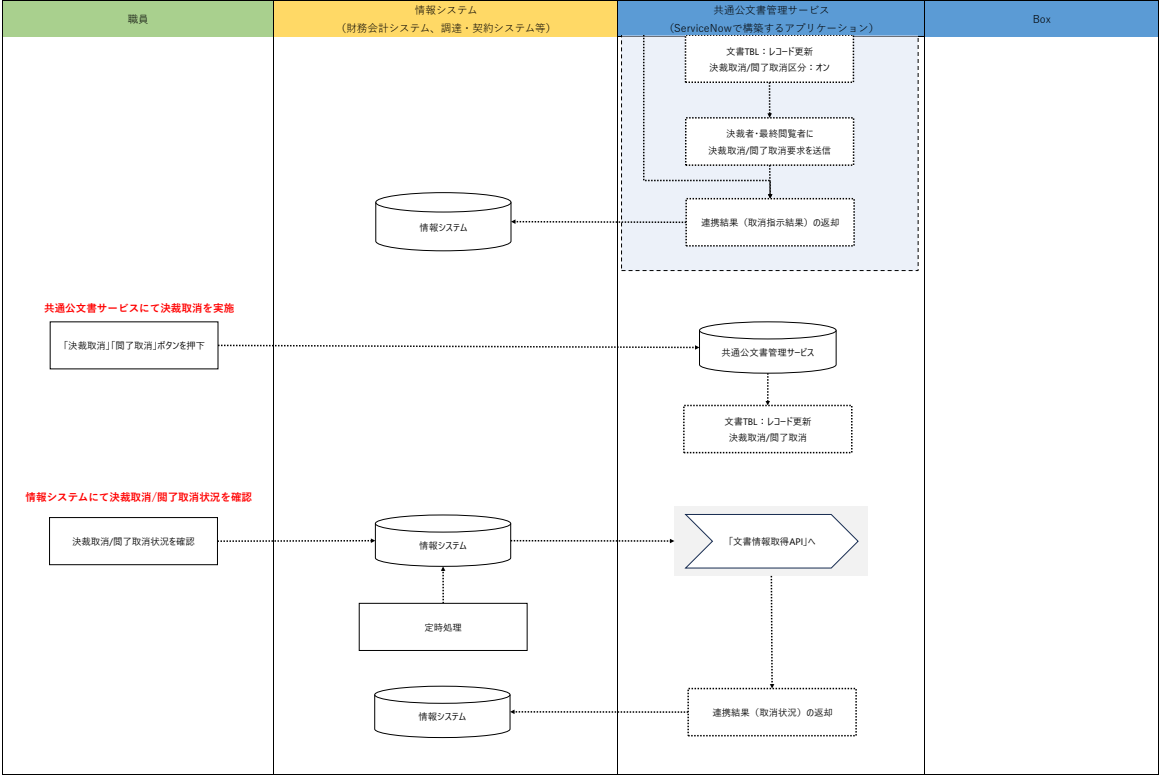 職員
情報システム
（財務会計システム、調達・契約システム等）
共通公文書管理サービス
（ServiceNowで構築するアプリケーション）
Box
文書TBL：レコード更新
決裁取消/閲了取消区分：オン
決裁者・最終閲覧者に
決裁取消/閲了取消要求を送信
情報システム
連携結果（取消指示結果）の返却
共通公文書サービスにて決裁取消を実施
「決裁取消」「閲了取消」ボタンを押下
共通公文書管理サービス
文書TBL：レコード更新
決裁取消/閲了取消
情報システムにて決裁取消/閲了取消状況を確認
決裁取消/閲了取消状況を確認
情報システム
「文書情報取得API」へ
定時処理
情報システム
連携結果（取消状況）の返却